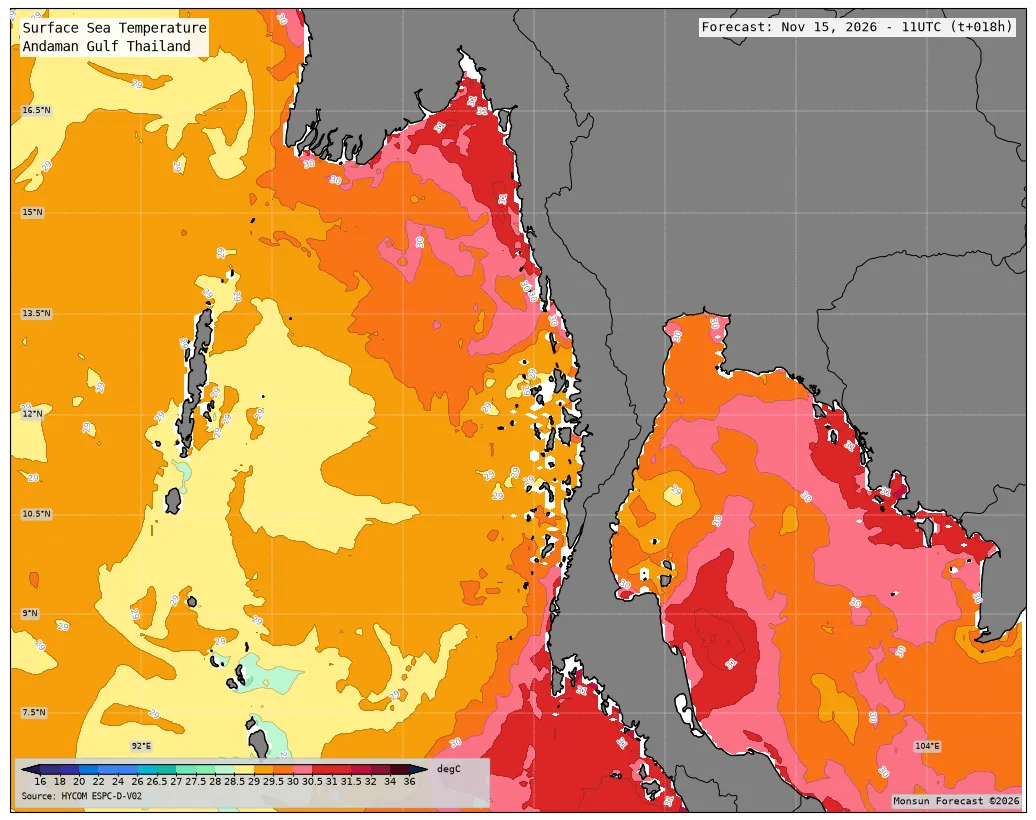 Surface Sea Temperature
Andaman Gulf Thailand
Forecast: Nov 15, 2026 - 11UTC (t+018h)
16.5°N
15°N
13.5°N
12°N
10.5°N
9°N
7.5°N
92°E
104°E
degC
16 18 20 22 24 26 26.5 27 27.5 28 28.5 29 29.5 30 30.5 31 31.5 32 34 36
Source: HYCOM ESPC-D-V02
Monsun Forecast ©2026